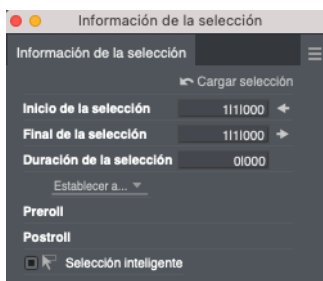 Información de la selección
Información de la selección
Cargar selección
Inicio de la selección 1|1|000
Final de la selección 1|1|000
Duración de la selección 0|000
Establecer a...
Preroll
Postroll
Selección inteligente